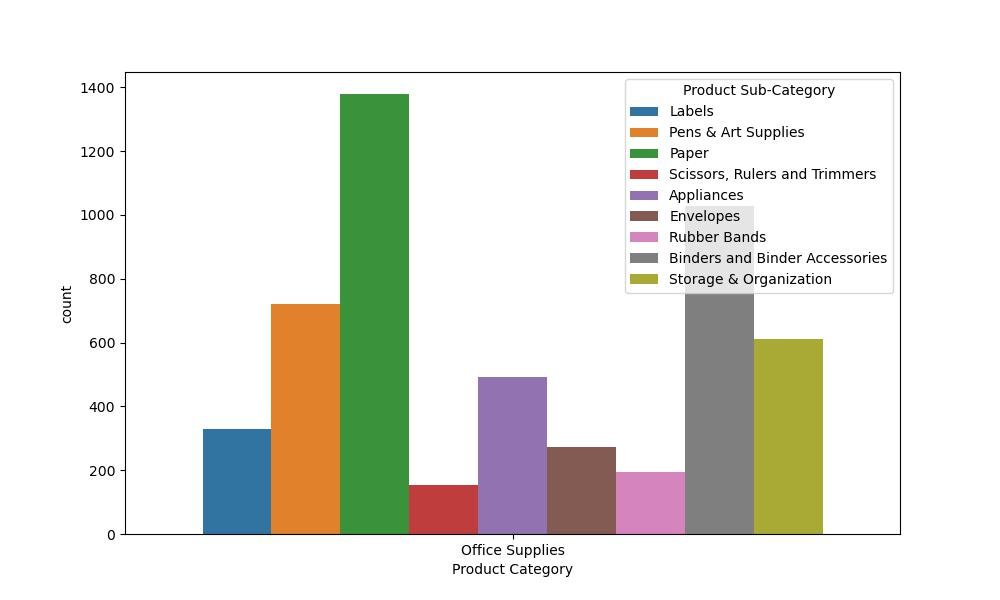 1400
1200
1000
800
600
400
200
0
count
Product Sub-Category
Labels
Pens & Art Supplies
Paper
Scissors, Rulers and Trimmers
Appliances
Envelopes
Rubber Bands
Binders and Binder Accessories
Storage & Organization
Office Supplies
Product Category